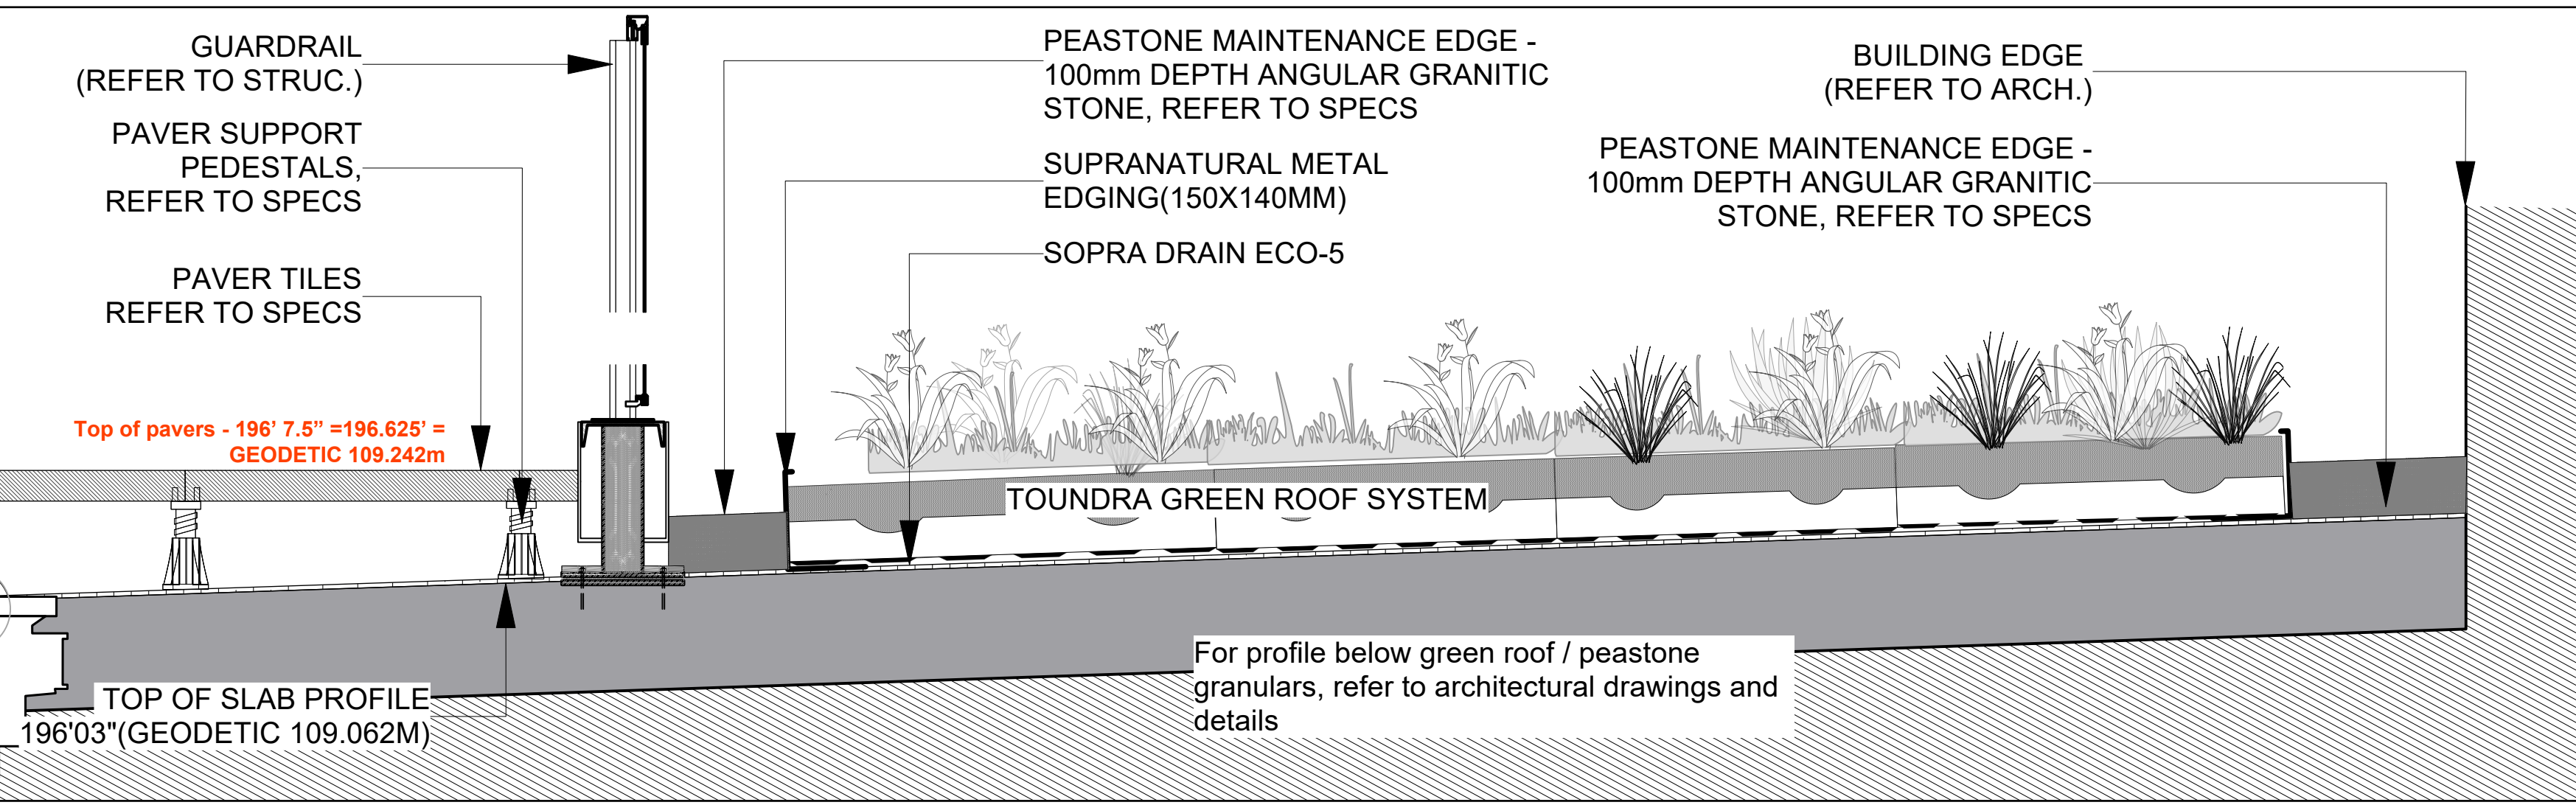 GUARDRAIL
(REFER TO STRUC.)
PAVER SUPPORT
PEDESTALS,
REFER TO SPECS
PAVER TILES
REFER TO SPECS
Top of pavers - 196’ 7.5” =196.625’ =
GEODETIC 109.242m
TOP OF SLAB PROFILE
196'03"(GEODETIC 109.062M)
PEASTONE MAINTENANCE EDGE -
100mm DEPTH ANGULAR GRANITIC
STONE, REFER TO SPECS
SUPRANATURAL METAL
EDGING(150X140MM)
SOPRA DRAIN ECO-5
TOUNDRA GREEN ROOF SYSTEM
For profile below green roof / peastone
granulars, refer to architectural drawings and
details
BUILDING EDGE
(REFER TO ARCH.)
PEASTONE MAINTENANCE EDGE -
100mm DEPTH ANGULAR GRANITIC
STONE, REFER TO SPECS